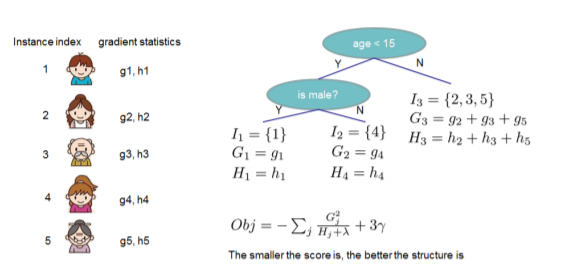 Instance index gradient statistics
1 g1, h1
2 g2, h2
3 g3, h3
4 g4, h4
5 g5, h5
age < 15
Y N
is male?
Y N
I₁ = {1}
G₁ = g₁
H₁ = h₁
I₂ = {4}
G₂ = g₄
H₄ = h₄
I₃ = {2, 3, 5}
G₃ = g₂ + g₃ + g₅
H₃ = h₂ + h₃ + h₅
Obj = − ∑ⱼ Gⱼ²/(Hⱼ+λ) + 3γ
The smaller the score is, the better the structure is